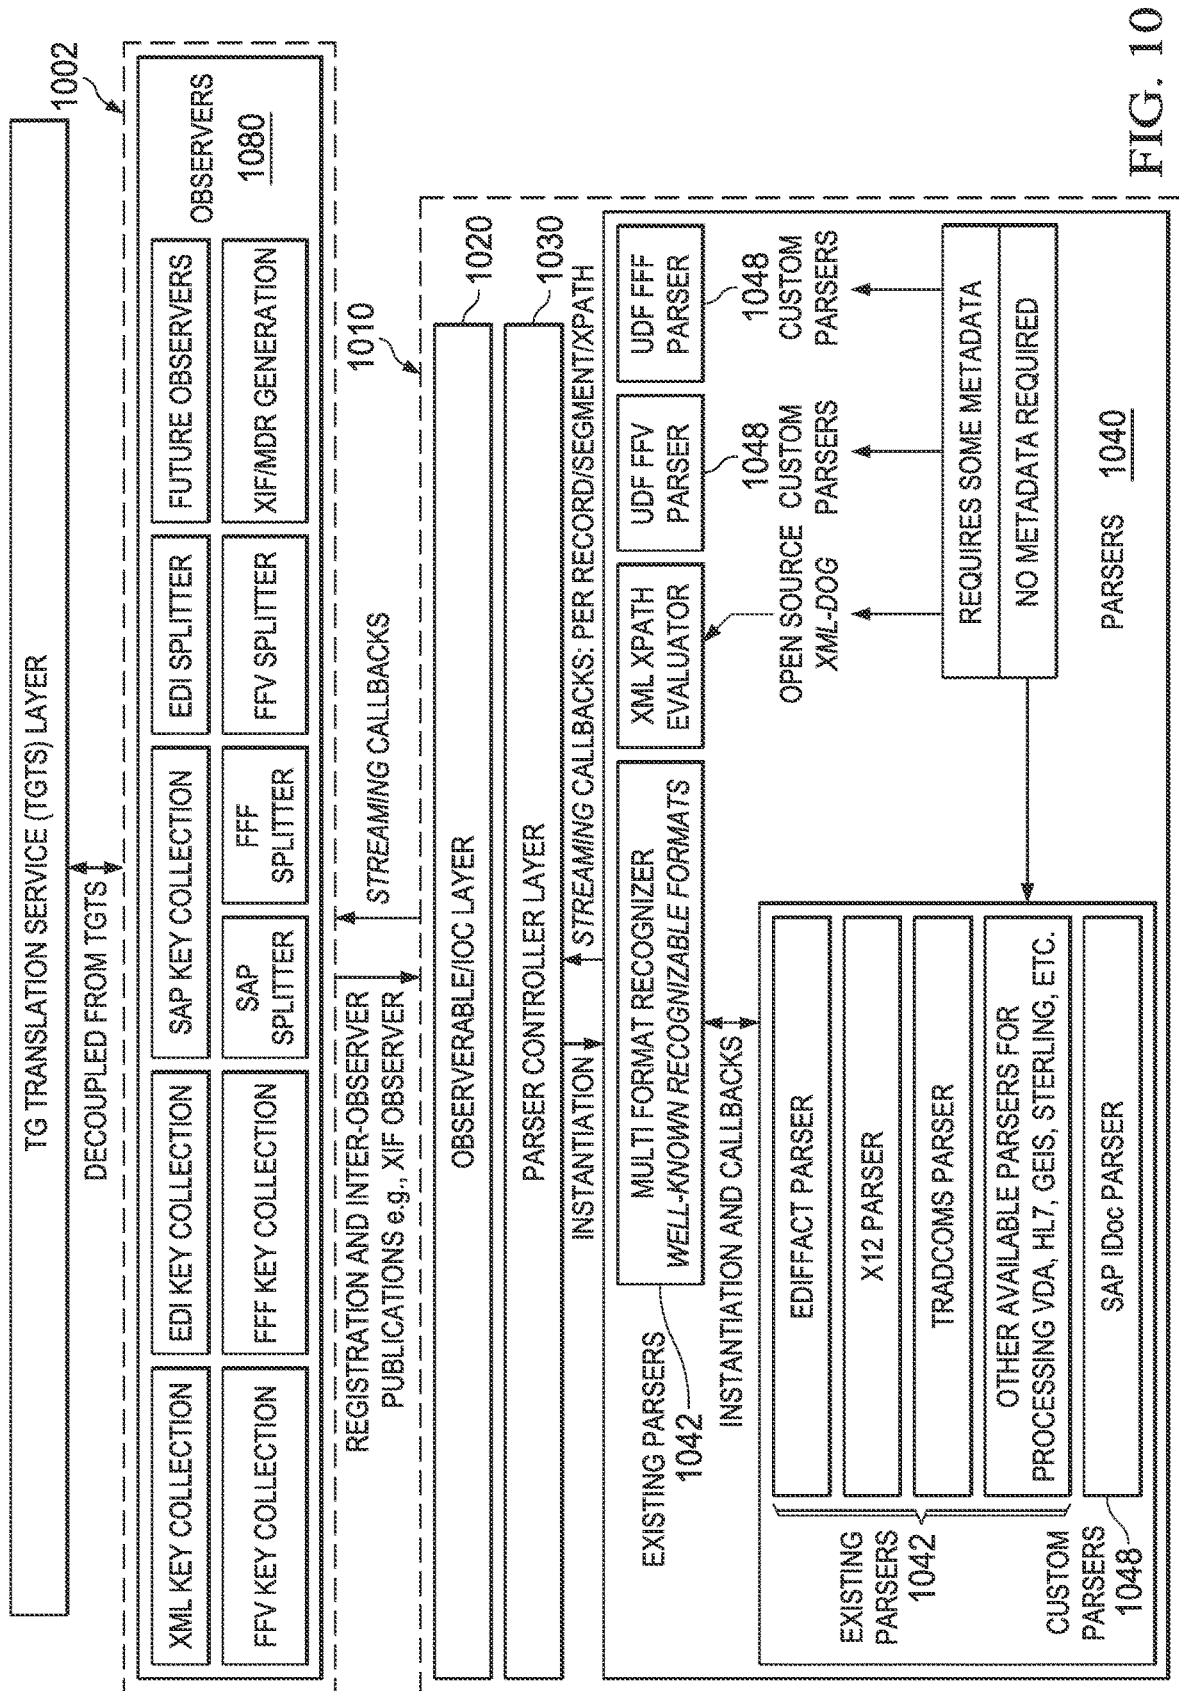 TG TRANSLATION SERVICE (TGTS) LAYER
DECOUPLED FROM TGTS
1002
XML KEY COLLECTION
EDI KEY COLLECTION
SAP KEY COLLECTION
EDI SPLITTER
FUTURE OBSERVERS
FFV KEY COLLECTION
FFF KEY COLLECTION
SAP
SPLITTER
FFF
SPLITTER
FFV SPLITTER
XIF/MDR GENERATION
OBSERVERS
1080
REGISTRATION AND INTER-OBSERVER
PUBLICATIONS e.g., XIF OBSERVER
STREAMING CALLBACKS
1010
OBSERVERABLE/IOC LAYER
1020
PARSER CONTROLLER LAYER
1030
INSTANTIATION
STREAMING CALLBACKS: PER RECORD/SEGMENT/XPATH
EXISTING PARSERS
1042
MULTI FORMAT RECOGNIZER
WELL-KNOWN RECOGNIZABLE FORMATS
XML XPATH
EVALUATOR
UDF FFV
PARSER
UDF FFF
PARSER
INSTANTIATION AND CALLBACKS
OPEN SOURCE
XML-DOG
1048
CUSTOM
PARSERS
1048
CUSTOM
PARSERS
EDIFFACT PARSER
X12 PARSER
TRADCOMS PARSER
OTHER AVAILABLE PARSERS FOR
PROCESSING VDA, HL7, GEIS, STERLING, ETC.
SAP IDoc PARSER
EXISTING
PARSERS
1042
CUSTOM
PARSERS
1048
REQUIRES SOME METADATA
NO METADATA REQUIRED
PARSERS 1040
FIG. 10